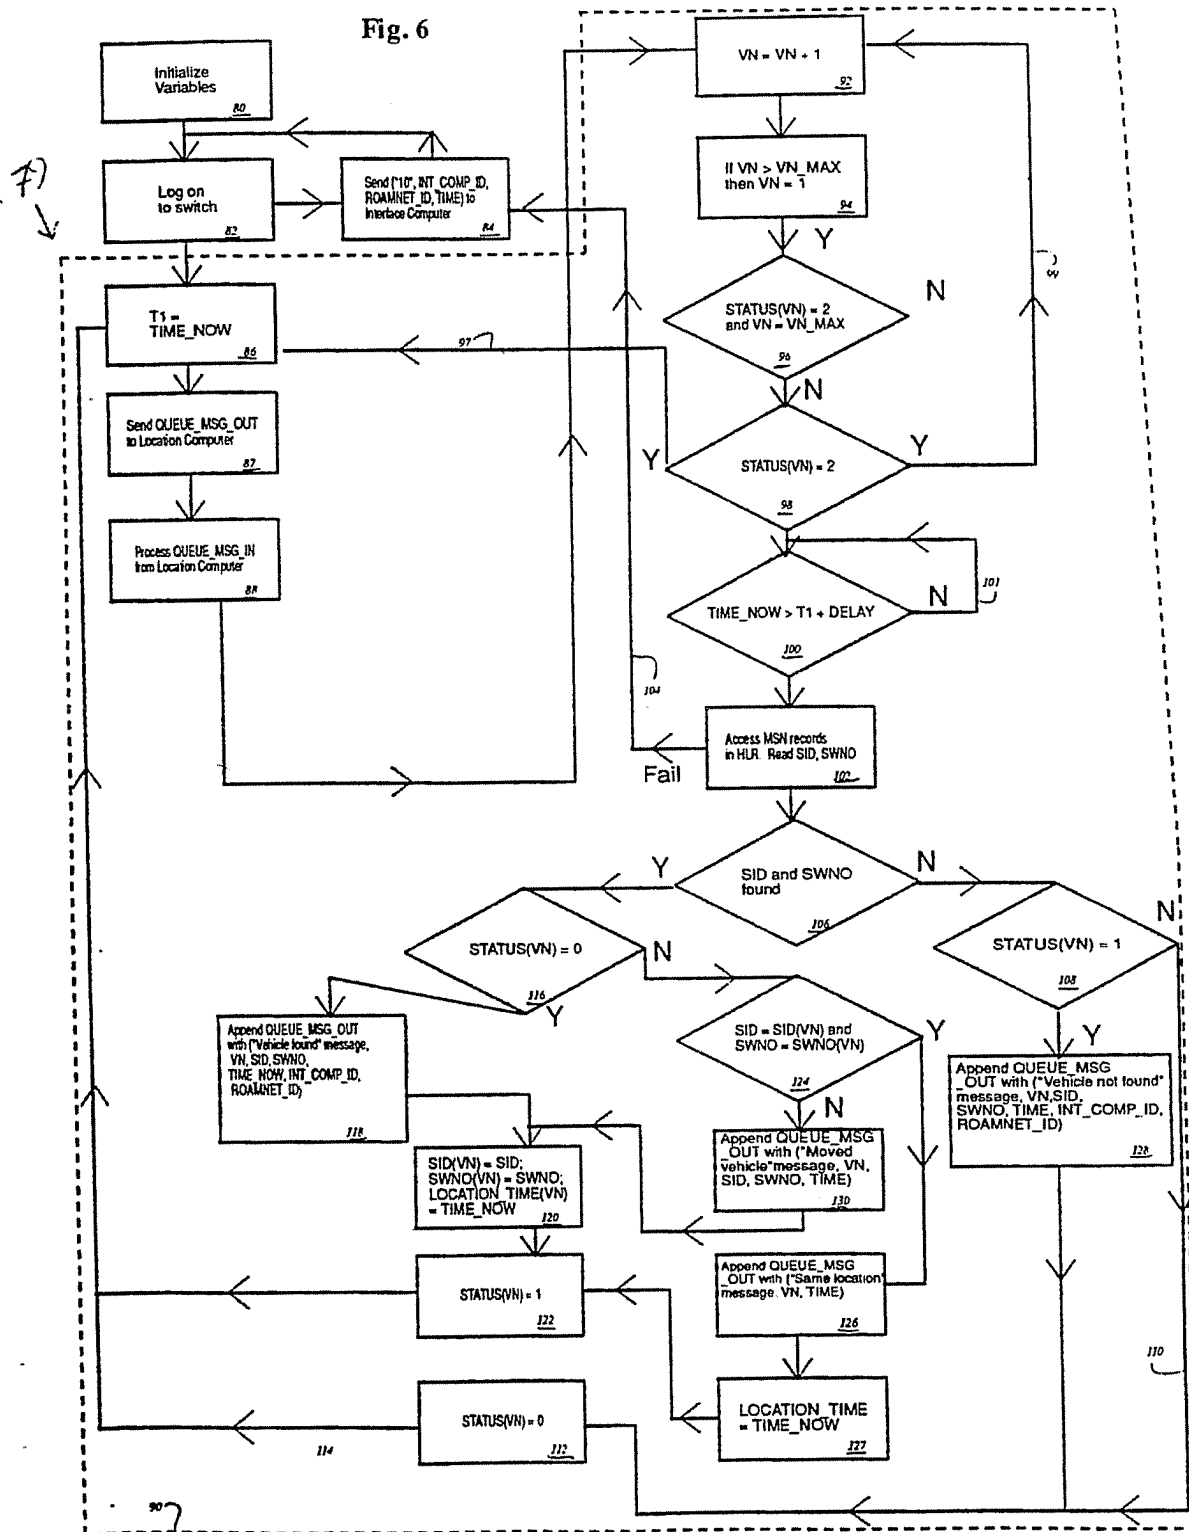 Fig. 6
Initialize
Variables
80
Log on
to switch
82
Send ("10", INT_COMP_ID,
ROAMNET_ID, TIME) to
Interface Computer
84
T1 =
TIME_NOW
86
Send QUEUE_MSG_OUT
to Location Computer
87
Process QUEUE_MSG_IN
from Location Computer
88
VN = VN + 1
92
If VN > VN_MAX
then VN = 1
94
Y
STATUS(VN) = 2
and VN = VN_MAX
96
N
N
97
99
STATUS(VN) = 2
98
Y
Y
TIME_NOW > T1 + DELAY
100
N
101
104
Access MSN records
in HLR. Read SID, SWNO
102
Fail
SID and SWNO
found
106
Y
N
STATUS(VN) = 0
116
N
Y
STATUS(VN) = 1
108
N
Y
SID = SID(VN) and
SWNO = SWNO(VN)
124
Y
N
Append QUEUE_MSG_OUT
with ("Vehicle found" message,
VN, SID, SWNO,
TIME_NOW, INT_COMP_ID,
ROAMNET_ID)
118
Append QUEUE_MSG
_OUT with ("Vehicle not found"
message, VN,SID,
SWNO, TIME, INT_COMP_ID,
ROAMNET_ID)
128
Append QUEUE_MSG
_OUT with ("Moved
vehicle"message, VN,
SID, SWNO, TIME)
130
SID(VN) = SID;
SWNO(VN) = SWNO;
LOCATION_TIME(VN)
= TIME_NOW
120
STATUS(VN) = 1
122
Append QUEUE_MSG
_OUT with ("Same location"
message, VN, TIME)
126
110
LOCATION_TIME
= TIME_NOW
127
STATUS(VN) = 0
112
114
90